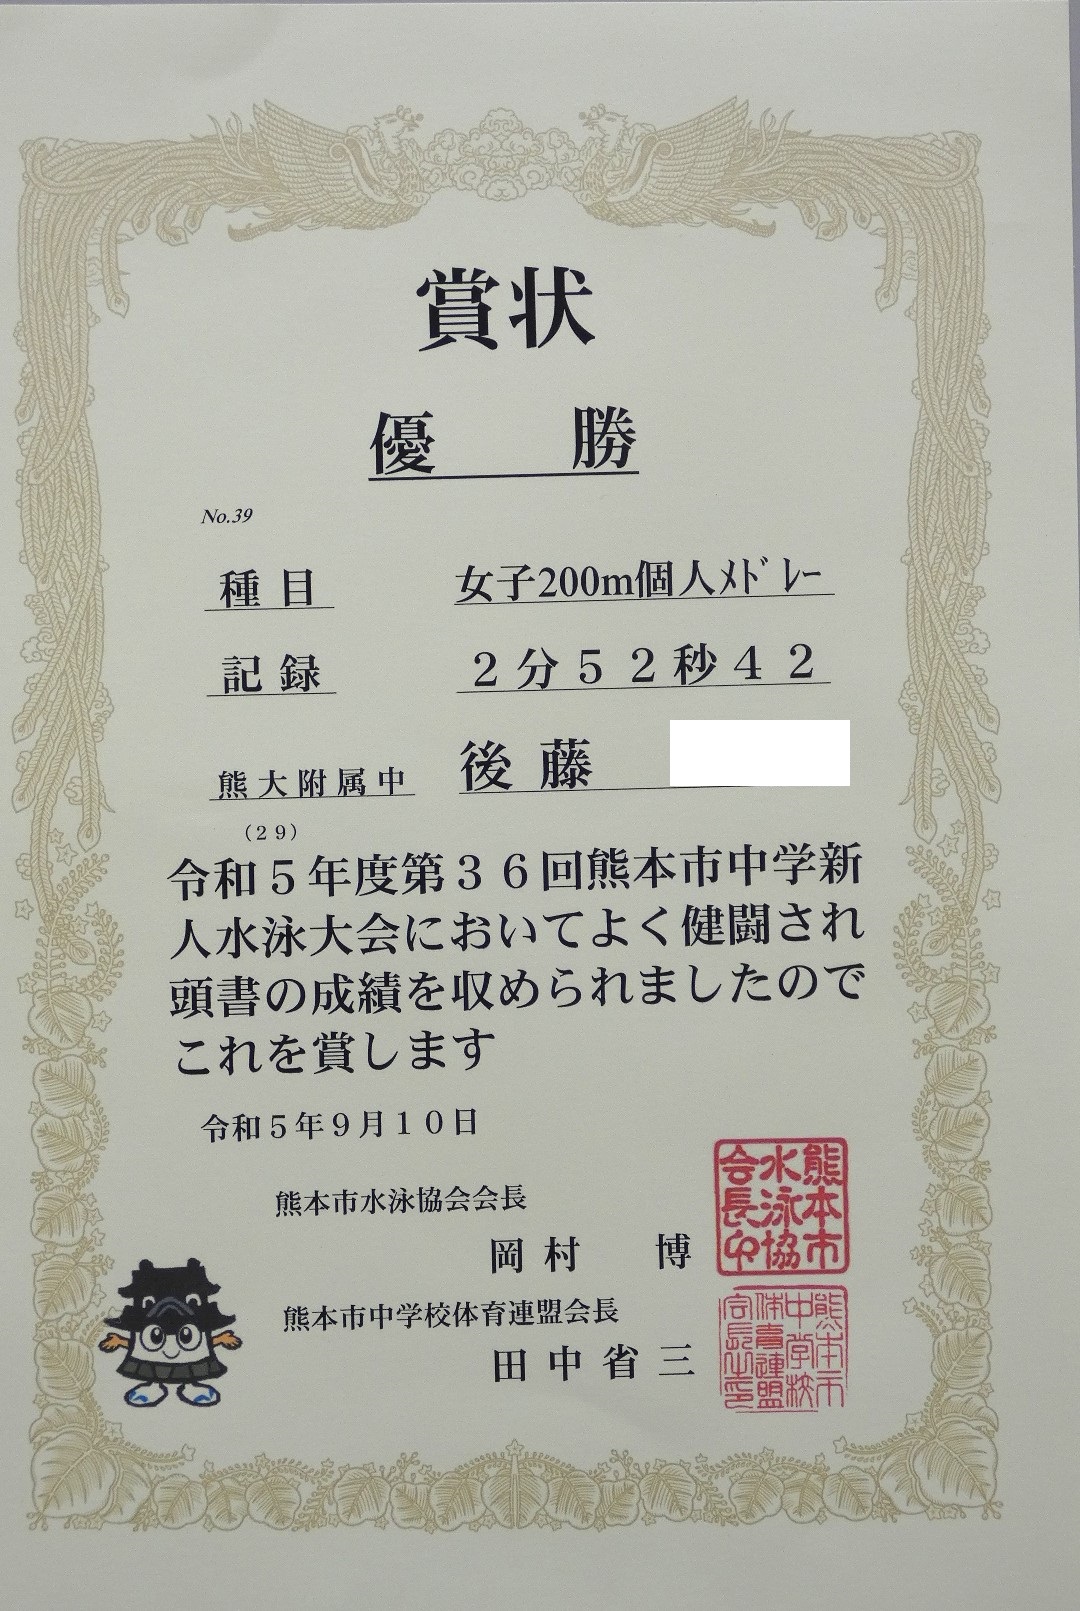 賞状
優 勝
No.39
種目 女子200m個人ﾒﾄﾞﾚー
記録 ２分５２秒４２
熊大附属中 後藤
（29）
令和５年度第３６回熊本市中学新
人水泳大会においてよく健闘され
頭書の成績を収められましたので
これを賞します
令和５年９月１０日
熊本市水泳協会会長
岡村 博
熊本市中学校体育連盟会長
田中省三
熊本市
水泳協
会長印
熊本市
中学校
体育連盟
会長之印